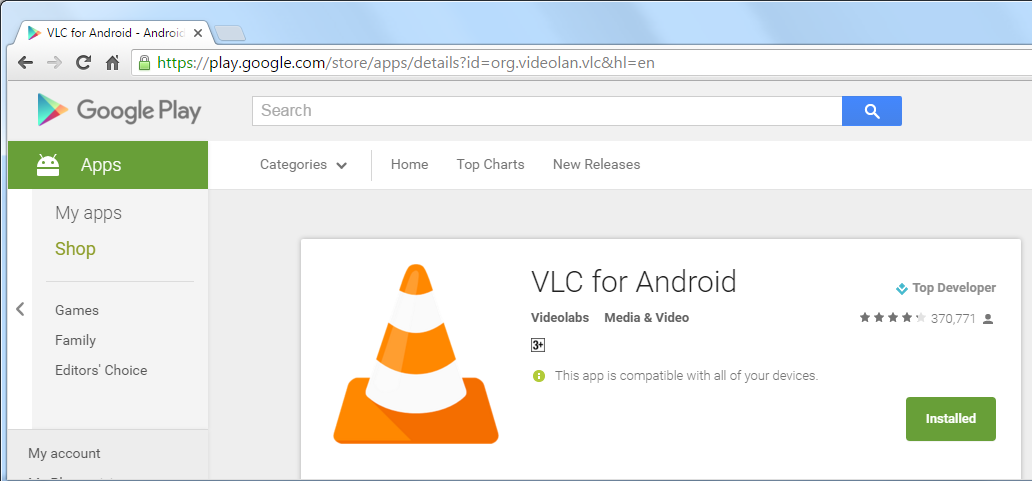 VLC for Android - Android
https://play.google.com/store/apps/details?id=org.videolan.vlc&hl=en
Google Play
Search
Apps
Categories Home Top Charts New Releases
My apps
Shop
Games
Family
Editors' Choice
My account
VLC for Android
Top Developer
Videolabs Media & Video
370,771
3+
This app is compatible with all of your devices.
Installed